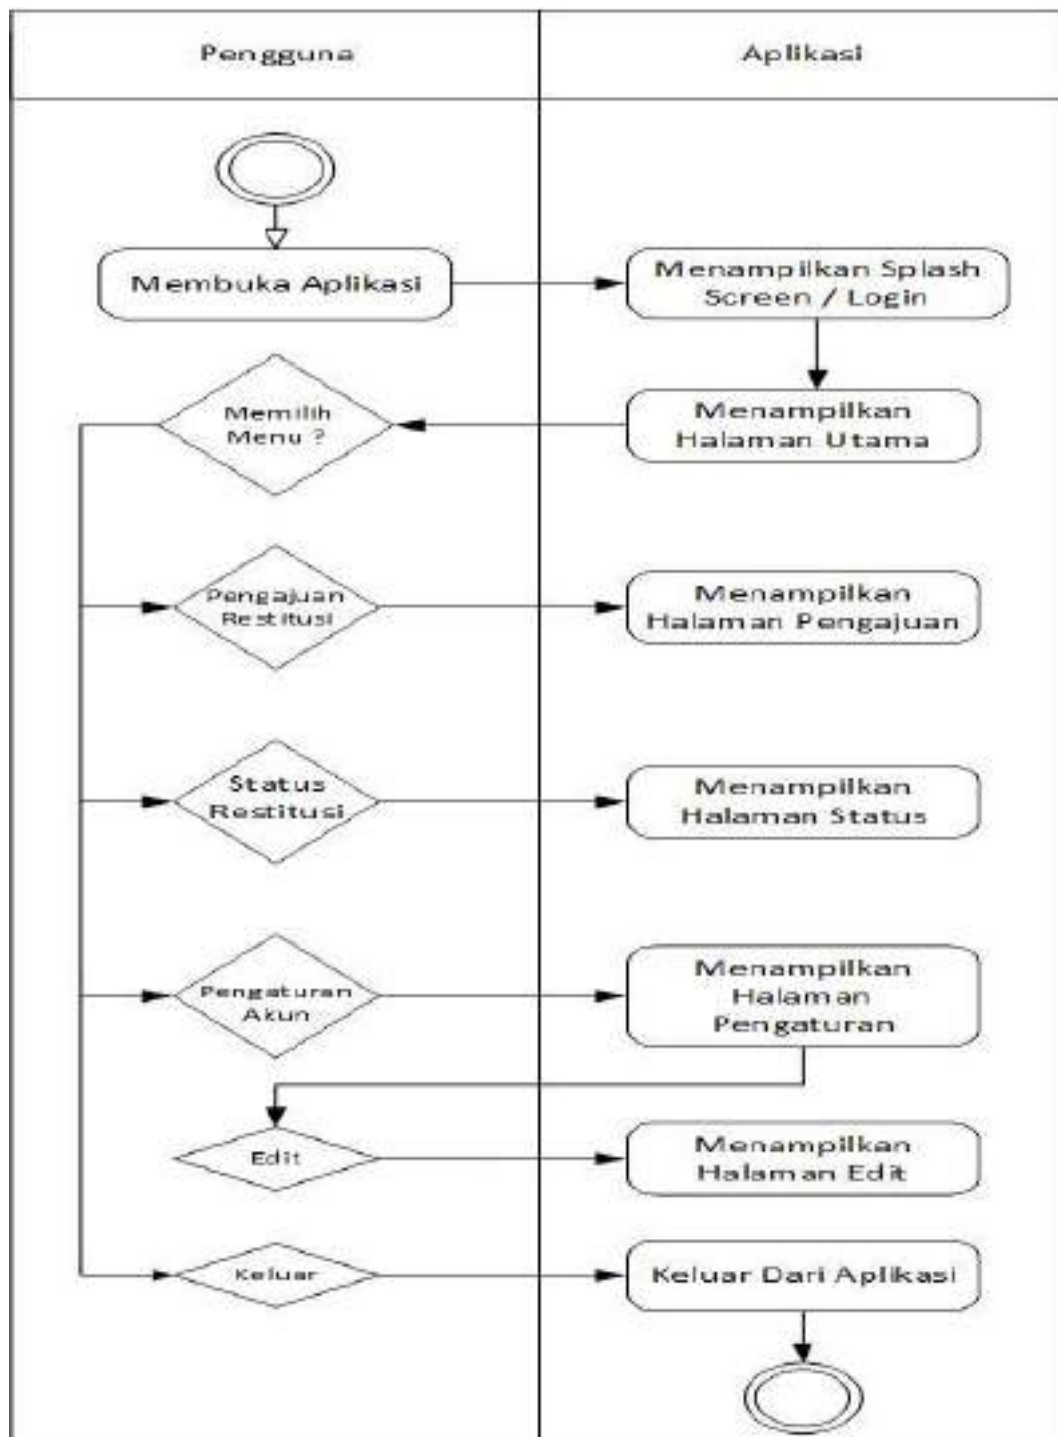 Pengguna
Aplikasi
Membuka Aplikasi
Menampilkan Splash
Screen / Login
Memilih
Menu ?
Menampilkan
Halaman Utama
Pengajuan
Restitusi
Menampilkan
Halaman Pengajuan
Status
Restitusi
Menampilkan
Halaman Status
Pengaturan
Akun
Menampilkan
Halaman
Pengaturan
Edit
Menampilkan
Halaman Edit
Keluar
Keluar Dari Aplikasi